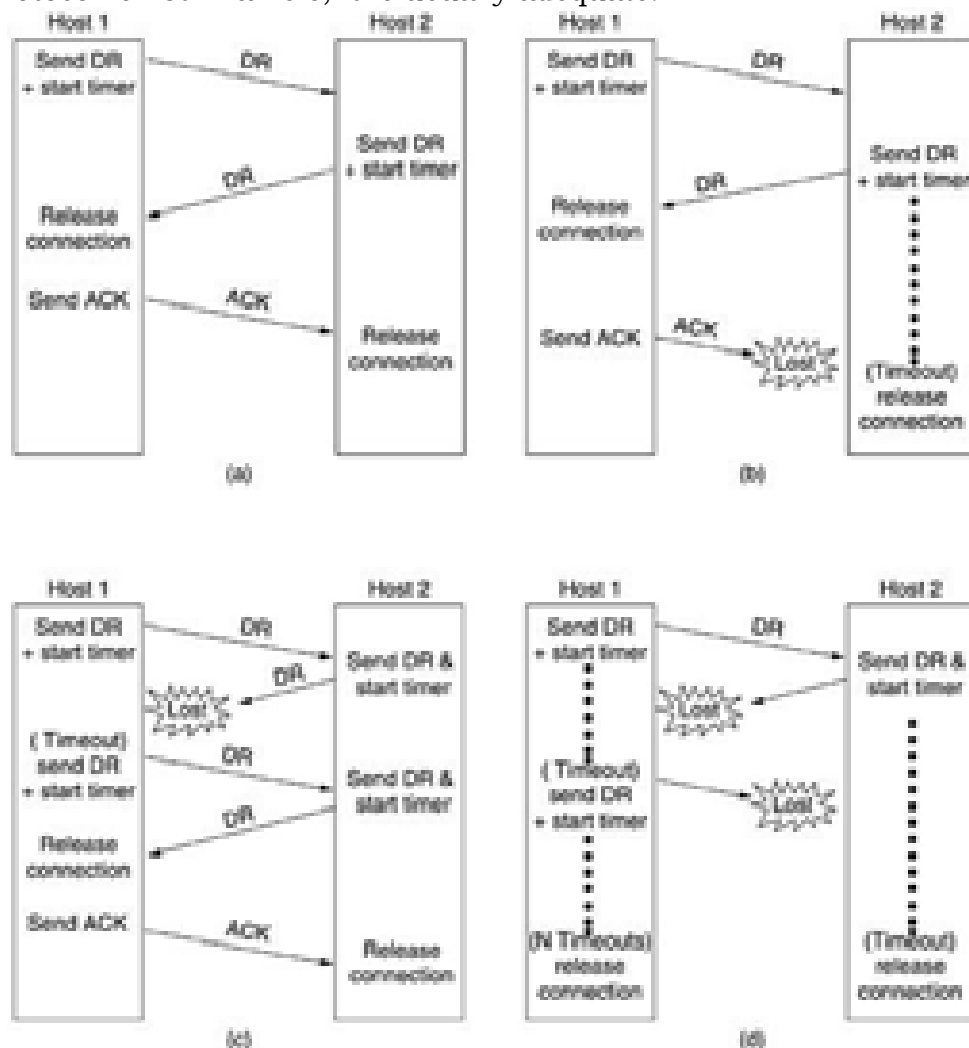 Host 1
Host 2
Send DR
+ start timer
DR
Send DR
+ start timer
DR
Release
connection
Send ACK
ACK
Release
connection
(a)
Host 1
Host 2
Send DR
+ start timer
DR
Send DR
+ start timer
DR
Release
connection
Send ACK
ACK
Lost
(Timeout)
release
connection
(b)
Host 1
Host 2
Send DR
+ start timer
DR
Send DR &
start timer
DR
Lost
( Timeout)
send DR
+ start timer
DR
Send DR &
start timer
DR
Release
connection
Send ACK
ACK
Release
connection
(c)
Host 1
Host 2
Send DR
+ start timer
DR
Send DR &
start timer
Lost
( Timeout)
send DR
+ start timer
Lost
(N Timeouts)
release
connection
(Timeout)
release
connection
(d)